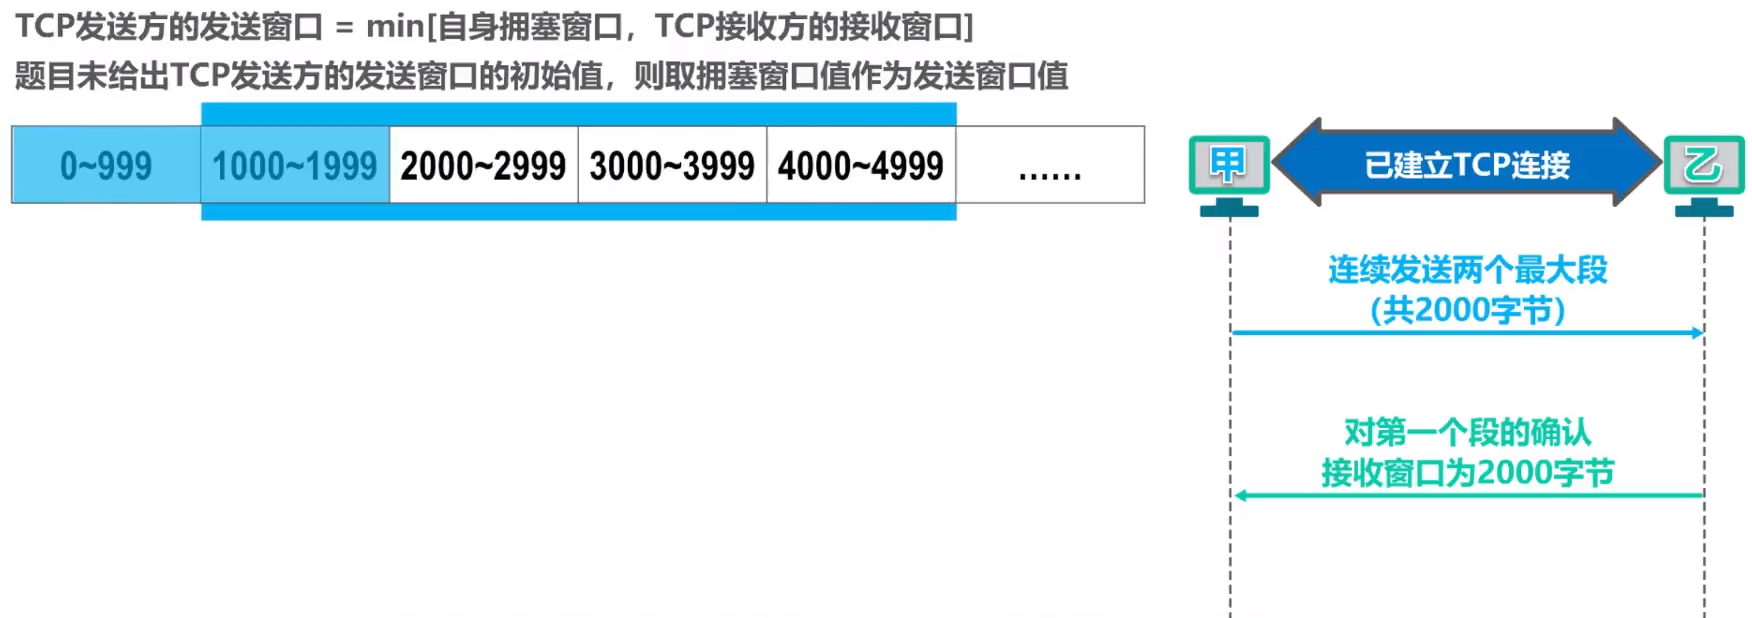 TCP发送方的发送窗口 = min[自身拥塞窗口，TCP接收方的接收窗口]
题目未给出TCP发送方的发送窗口的初始值，则取拥塞窗口值作为发送窗口值
0~999 1000~1999 2000~2999 3000~3999 4000~4999 ……
甲 已建立TCP连接 乙
连续发送两个最大段
(共2000字节)
对第一个段的确认
接收窗口为2000字节